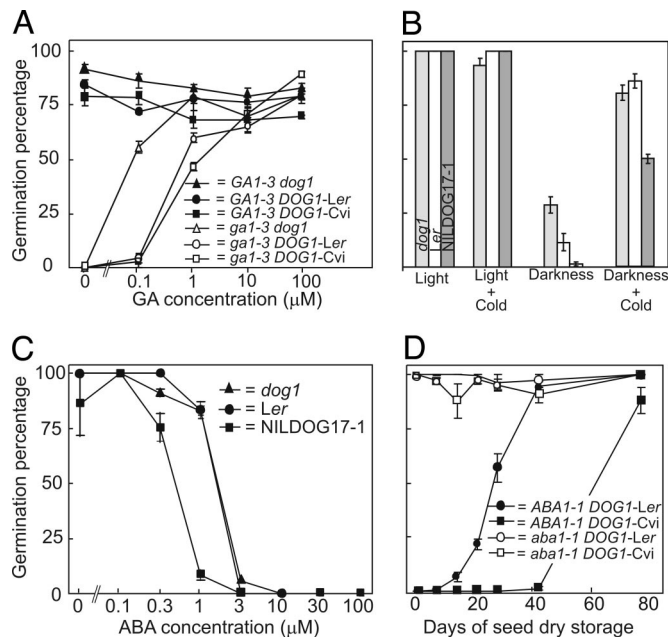 A
Germination percentage
100
75
50
25
0
= GA1-3 dog1
= GA1-3 DOG1-Ler
= GA1-3 DOG1-Cvi
= ga1-3 dog1
= ga1-3 DOG1-Ler
= ga1-3 DOG1-Cvi
0 // 0.1 1 10 100
GA concentration (µM)
B
dog1
Ler
NILDOG17-1
Light
Light + Cold
Darkness
Darkness + Cold
C
Germination percentage
100
75
50
25
0
= dog1
= Ler
= NILDOG17-1
0 // 0.1 0.3 1 3 10 30 100
ABA concentration (µM)
D
= ABA1-1 DOG1-Ler
= ABA1-1 DOG1-Cvi
= aba1-1 DOG1-Ler
= aba1-1 DOG1-Cvi
0 20 40 60 80
Days of seed dry storage